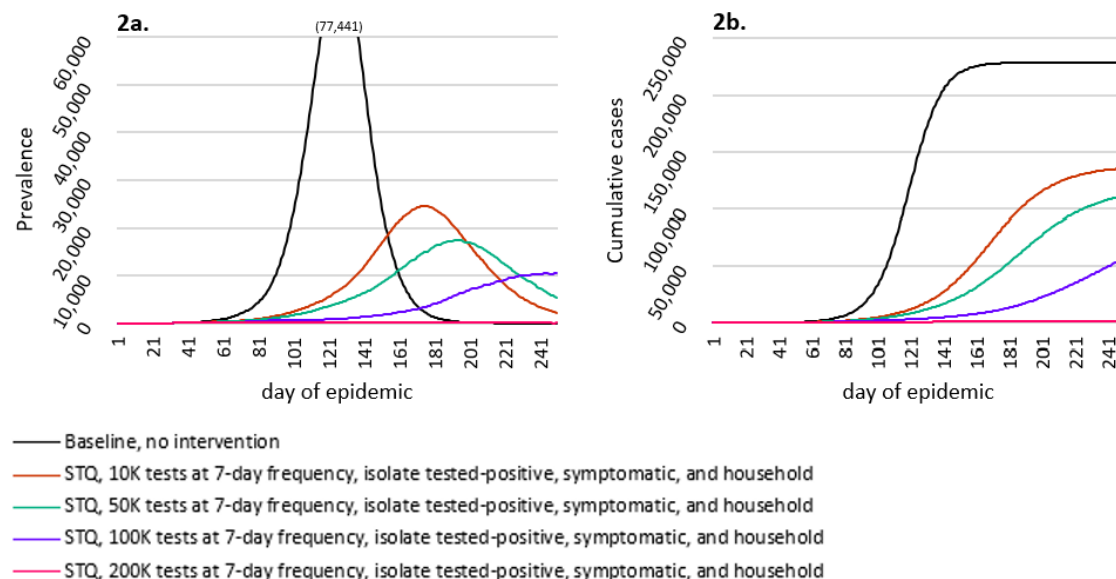 2a.
(77,441)
Prevalence
60,000
50,000
40,000
30,000
20,000
10,000
0
1 21 41 61 81 101 121 141 161 181 201 221 241
day of epidemic
2b.
Cumulative cases
250,000
200,000
150,000
100,000
50,000
0
1 21 41 61 81 101 121 141 161 181 201 221 241
day of epidemic
Baseline, no intervention
STQ, 10K tests at 7-day frequency, isolate tested-positive, symptomatic, and household
STQ, 50K tests at 7-day frequency, isolate tested-positive, symptomatic, and household
STQ, 100K tests at 7-day frequency, isolate tested-positive, symptomatic, and household
STQ, 200K tests at 7-day frequency, isolate tested-positive, symptomatic, and household